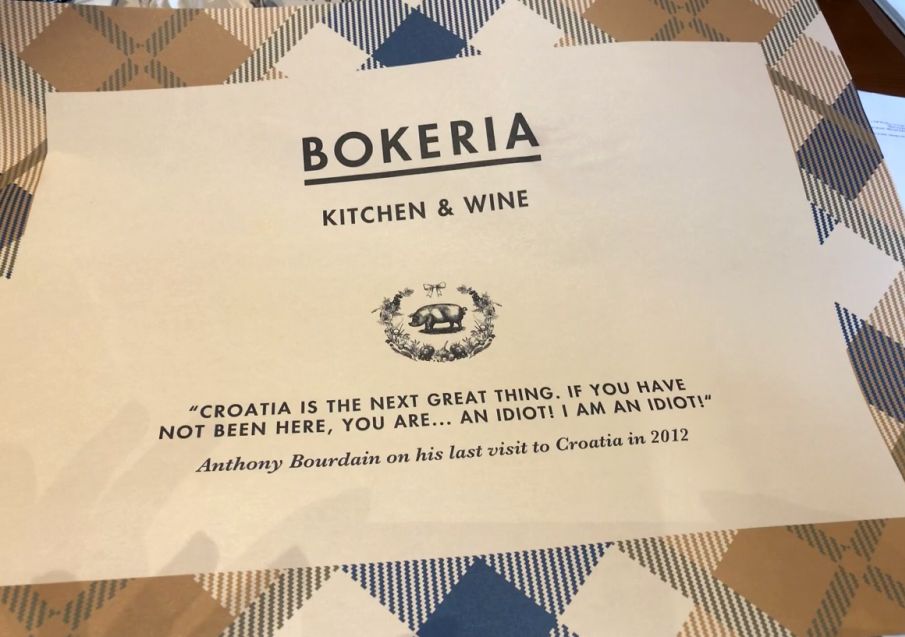 BOKERIA
KITCHEN & WINE
“CROATIA IS THE NEXT GREAT THING. IF YOU HAVE
NOT BEEN HERE, YOU ARE... AN IDIOT! I AM AN IDIOT!“
Anthony Bourdain on his last visit to Croatia in 2012